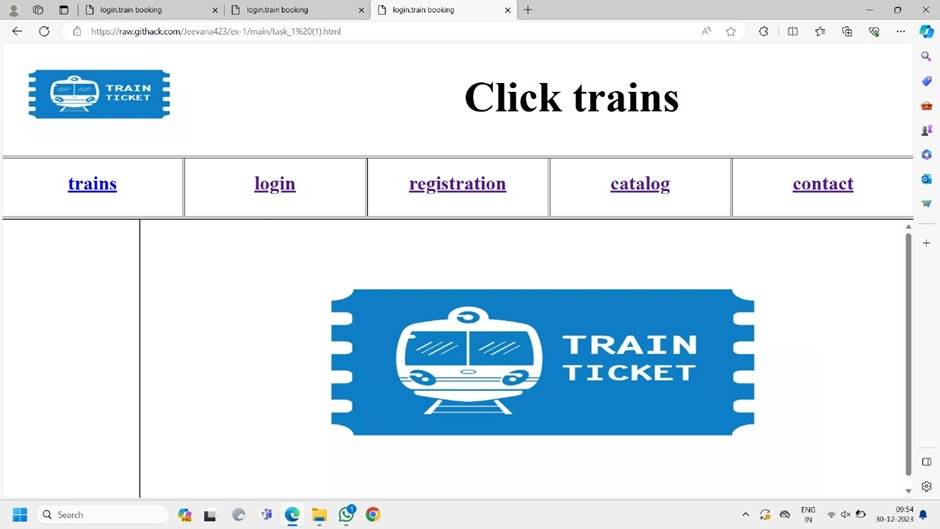 login.train booking
login.train booking
login.train booking
https://raw.githack.com/Jeevana423/ex-1/main/task_1%20(1).html
TRAIN
TICKET
Click trains
trains
login
registration
catalog
contact
TRAIN
TICKET
Search
1
ENG
IN
09:54
30-12-2023